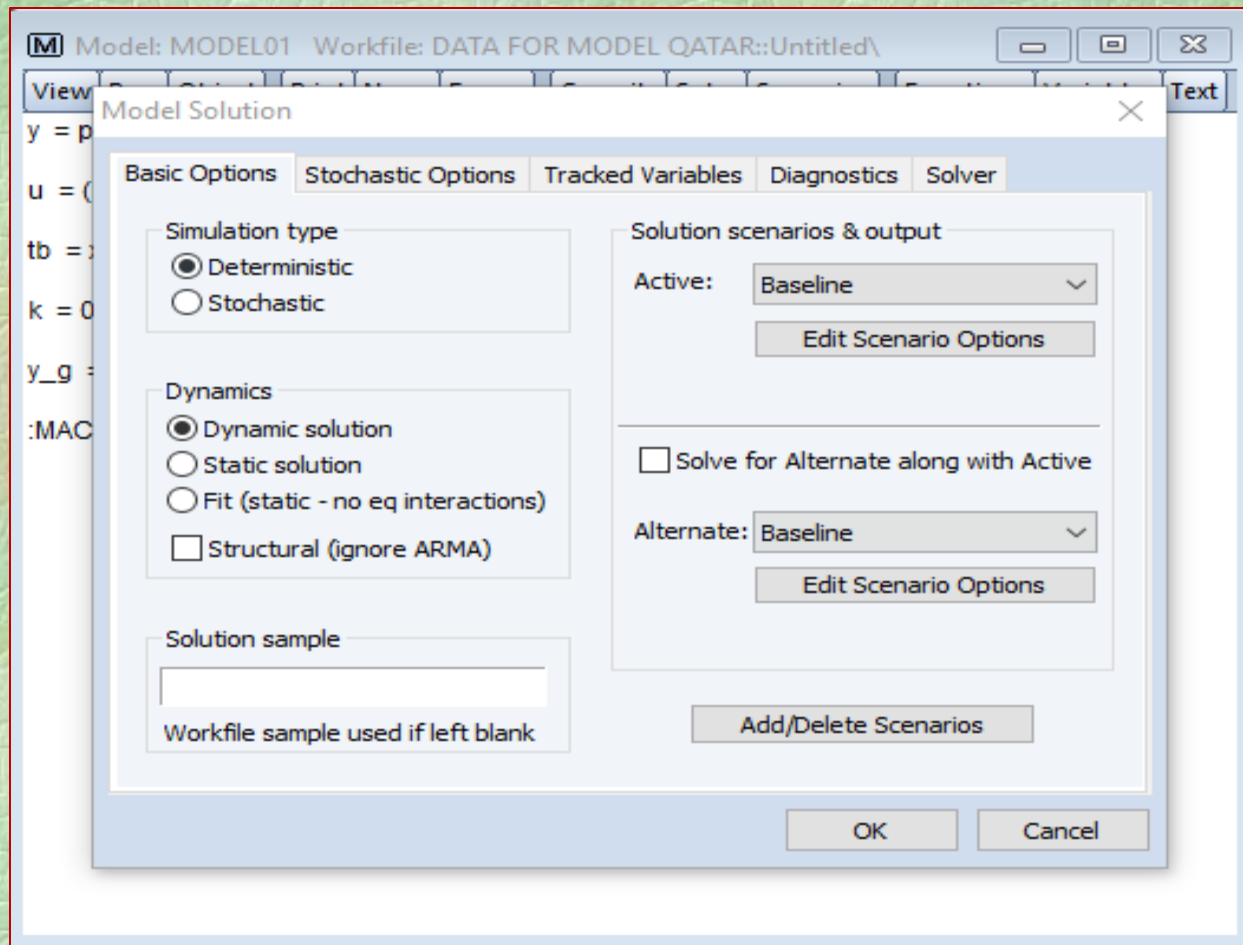 Model: MODEL01 Workfile: DATA FOR MODEL QATAR::Untitled\
View Text
Model Solution
y = p
Basic Options Stochastic Options Tracked Variables Diagnostics Solver
u = (
Simulation type
Solution scenarios & output
tb =
Deterministic
Active: Baseline
Stochastic
k = 0
Edit Scenario Options
y_g =
Dynamics
:MAC
Dynamic solution
Static solution
Solve for Alternate along with Active
Fit (static - no eq interactions)
Alternate: Baseline
Structural (ignore ARMA)
Edit Scenario Options
Solution sample
Workfile sample used if left blank
Add/Delete Scenarios
OK Cancel